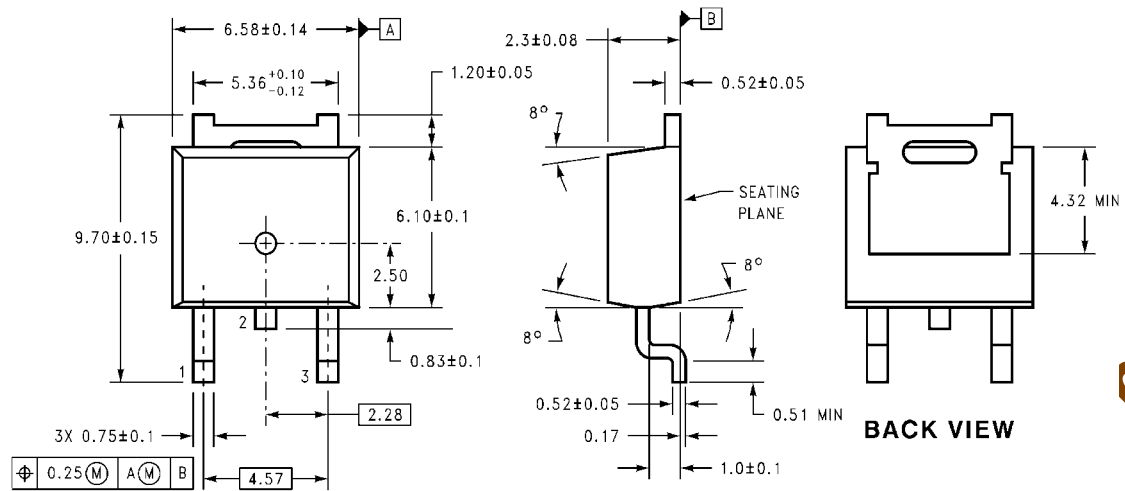 6.58±0.14
A
5.36 +0.10 -0.12
1.20±0.05
9.70±0.15
6.10±0.1
2.50
2
0.83±0.1
1
3
2.28
3X 0.75±0.1
⌖ 0.25 Ⓜ A Ⓜ B
4.57
B
2.3±0.08
0.52±0.05
8°
SEATING
PLANE
8°
8°
0.52±0.05
0.51 MIN
0.17
1.0±0.1
4.32 MIN
BACK VIEW